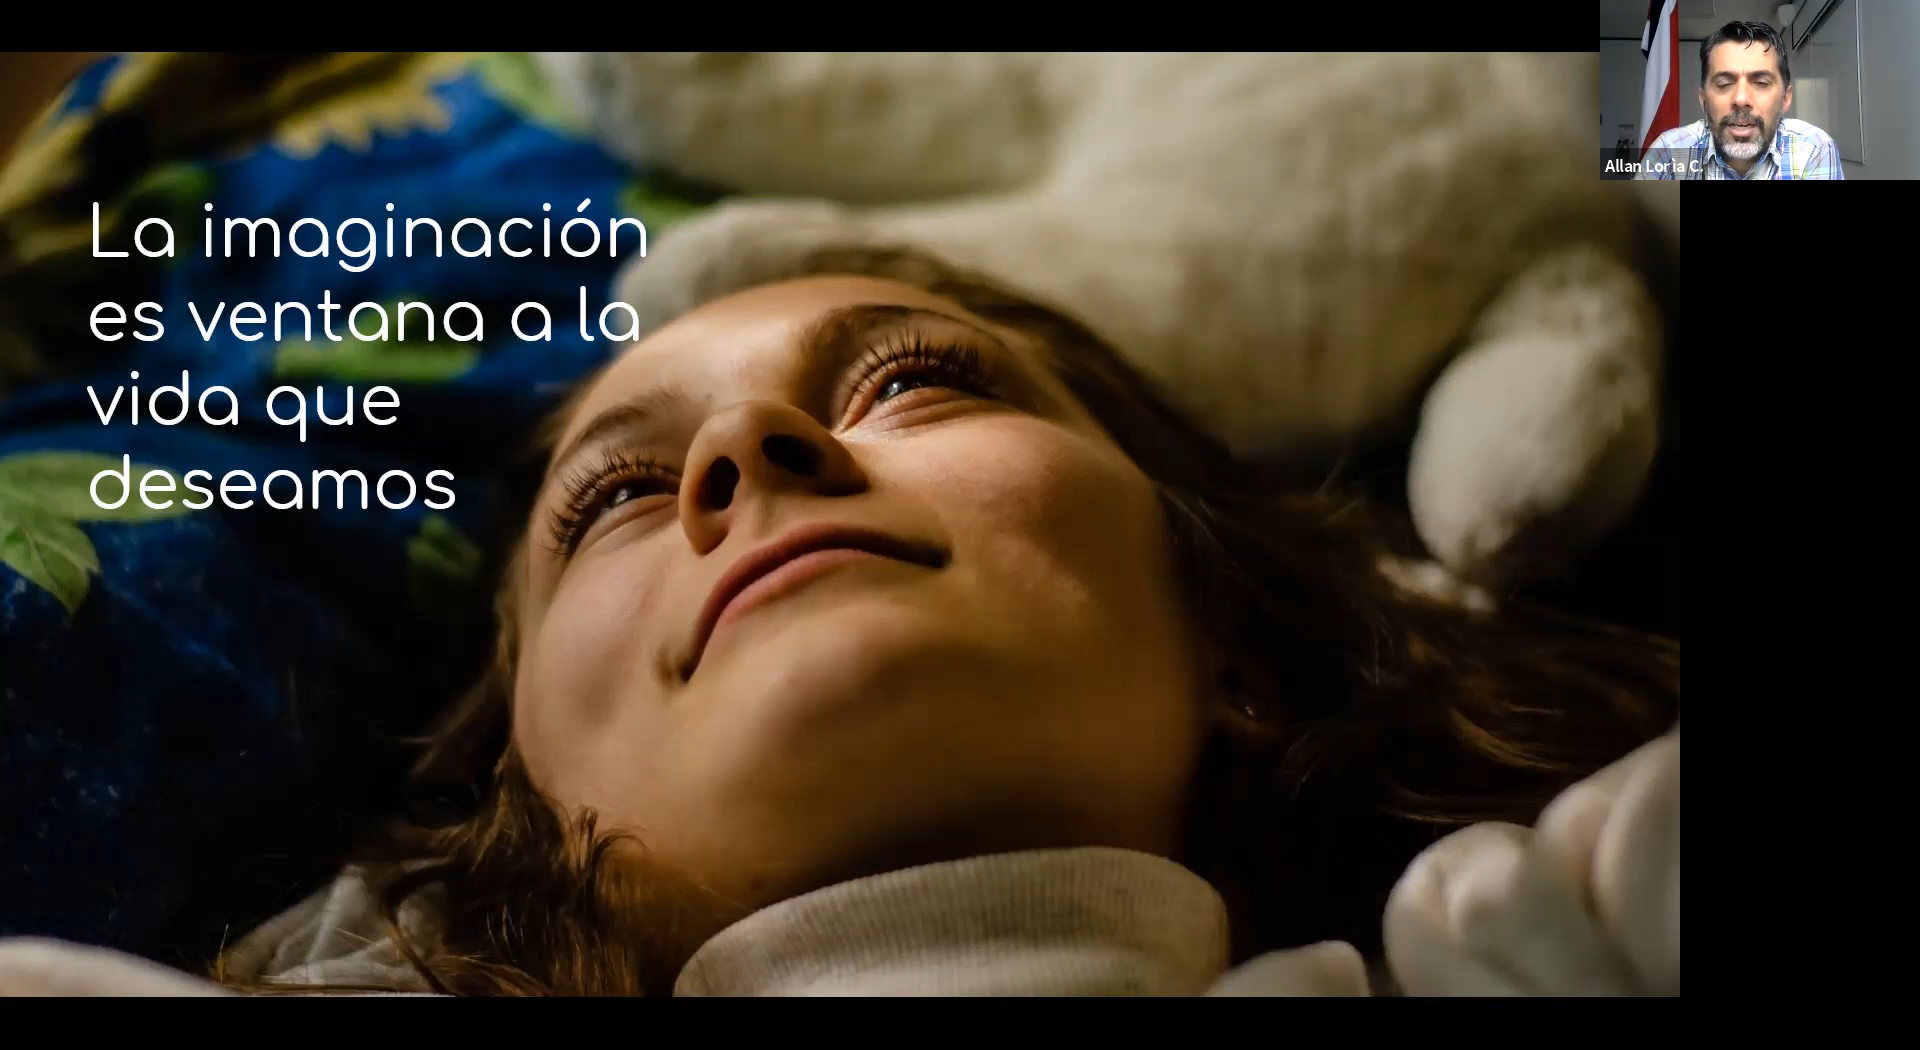 La imaginación
es ventana a la
vida que
deseamos
Allan Loría C.